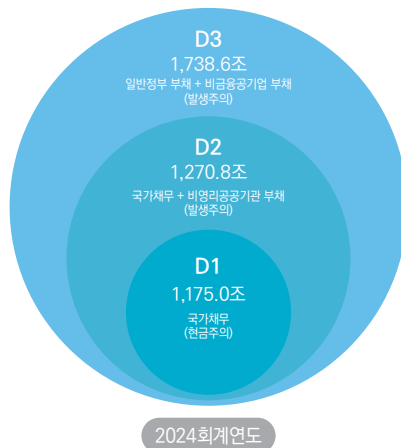 D3
1,738.6조
일반정부 부채 + 비금융공기업 부채
(발생주의)
D2
1,270.8조
국가채무 + 비영리공공기관 부채
(발생주의)
D1
1,175.0조
국가채무
(현금주의)
2024회계연도